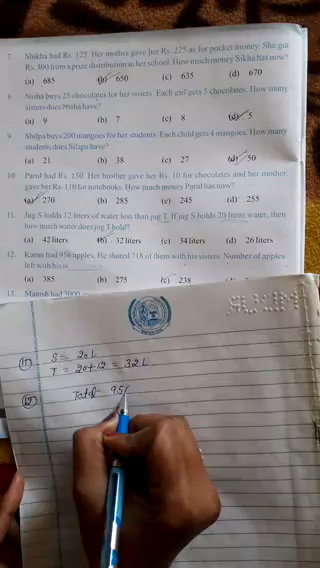 7. Shikha had Rs. 125. Her mother gave her Rs. 225 as for pocket money. She got
Rs. 300 from a prize distribution in her school. How much money Sikha has now?
(a) 685 (b) 650 (c) 635 (d) 670
8. Nisha buys 25 chocolates for her sisters. Each girl gets 5 chocolates. How many
sisters does Nisha have?
(a) 9 (b) 7 (c) 8 (d) 5
9. Shilpa buys 200 mangoes for her students. Each child gets 4 mangoes. How many
students does Silapa have?
(a) 21 (b) 38 (c) 27 (d) 50
10. Parul had Rs. 150. Her brother gave her Rs. 10 for chocolates and her mother
gave her Rs. 110 for notebooks. How much money Parul has now?
(a) 270 (b) 285 (c) 245 (d) 255
11. Jug S holds 12 liters of water less than jug T. If jug S holds 20 liters water, then
how much water does jug T hold?
(a) 42 liters (b) 32 liters (c) 34 liters (d) 26 liters
12. Karan had 956 apples. He shared 718 of them with his sisters. Number of apples
left with his is
(a) 385 (b) 275 (c) 238
13. Manish had 3000
(11) S = 20 L
T = 20+12 = 32 L
(12) Total- 95